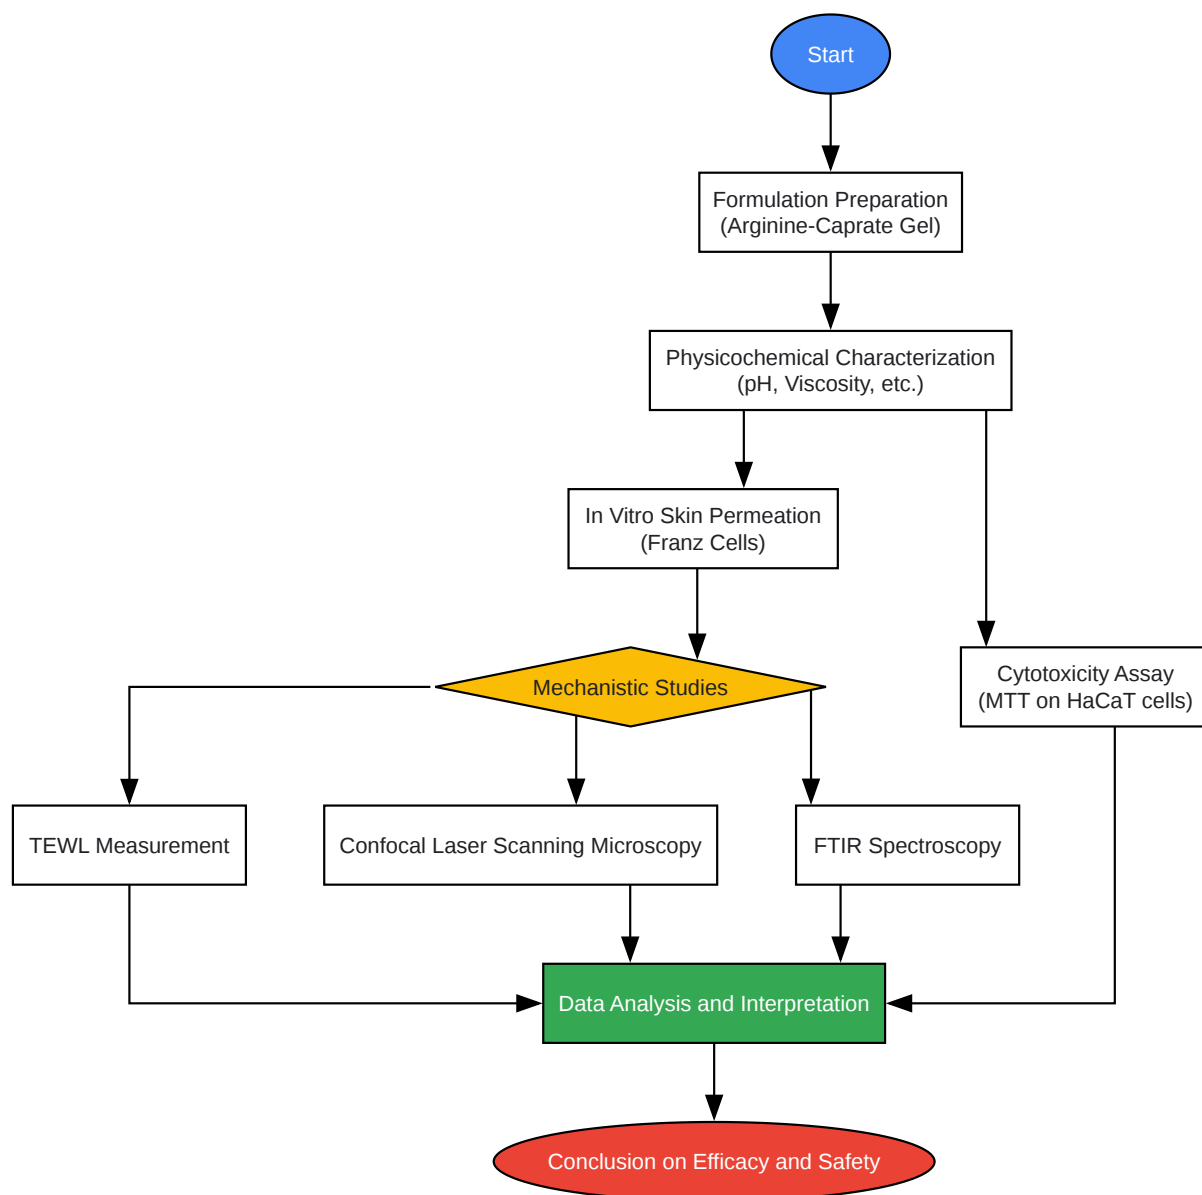 Start
Formulation Preparation
(Arginine-Caprate Gel)
Physicochemical Characterization
(pH, Viscosity, etc.)
In Vitro Skin Permeation
(Franz Cells)
Mechanistic Studies
Cytotoxicity Assay
(MTT on HaCaT cells)
TEWL Measurement
Confocal Laser Scanning Microscopy
FTIR Spectroscopy
Data Analysis and Interpretation
Conclusion on Efficacy and Safety